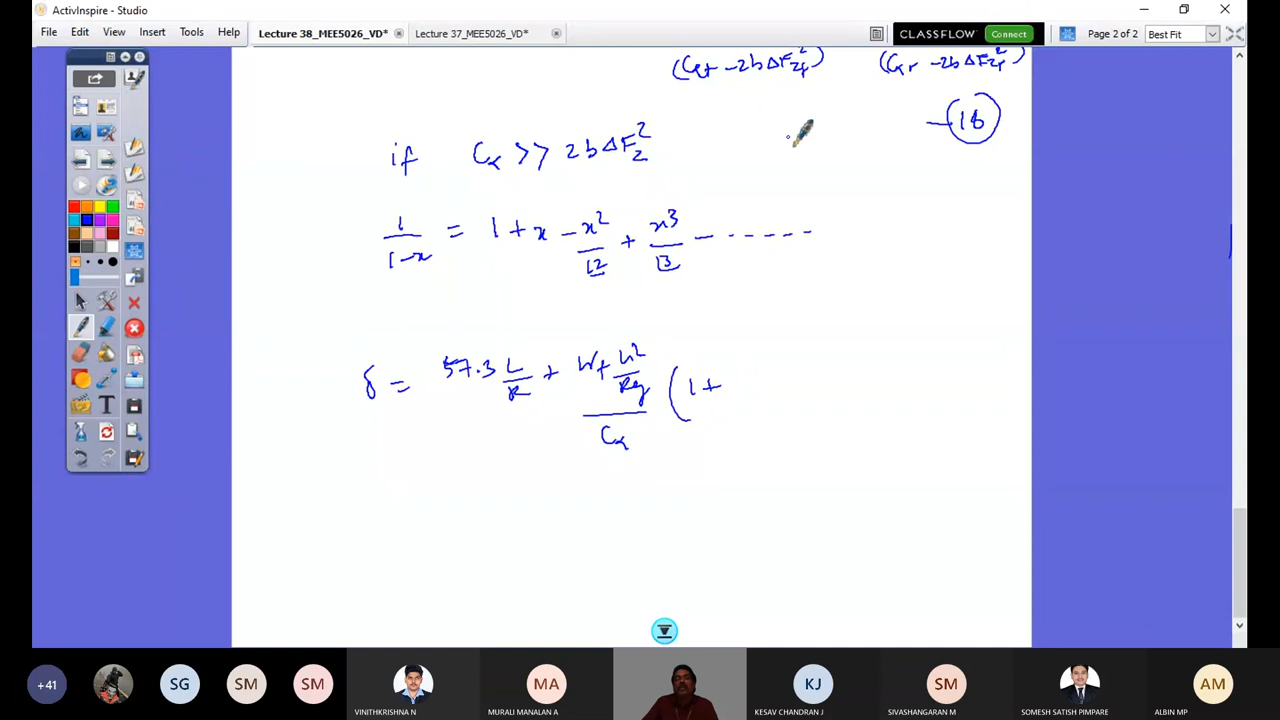 ActivInspire - Studio
File Edit View Insert Tools Help Lecture 38_MEE5026_VD* Lecture 37_MEE5026_VD* CLASSFLOW Connect Page 2 of 2 Best Fit
(Cαf - 2bΔFzf²) (Cαr - 2bΔFzr²)
- 18
if Cα >> 2bΔFz²
1/(1-x) = 1 + x - x²/⌊2 + x³/⌊3 - - - - - - -
δ = 57.3 L/R + (Wf u²/Rg)/Cα (1+
+41 SG SM SM VINITHKRISHNA N MA MURALI MANALAN A KJ KESAV CHANDRAN J SM SIVASHANGARAN M SOMESH SATISH PIMPARE AM ALBIN MP